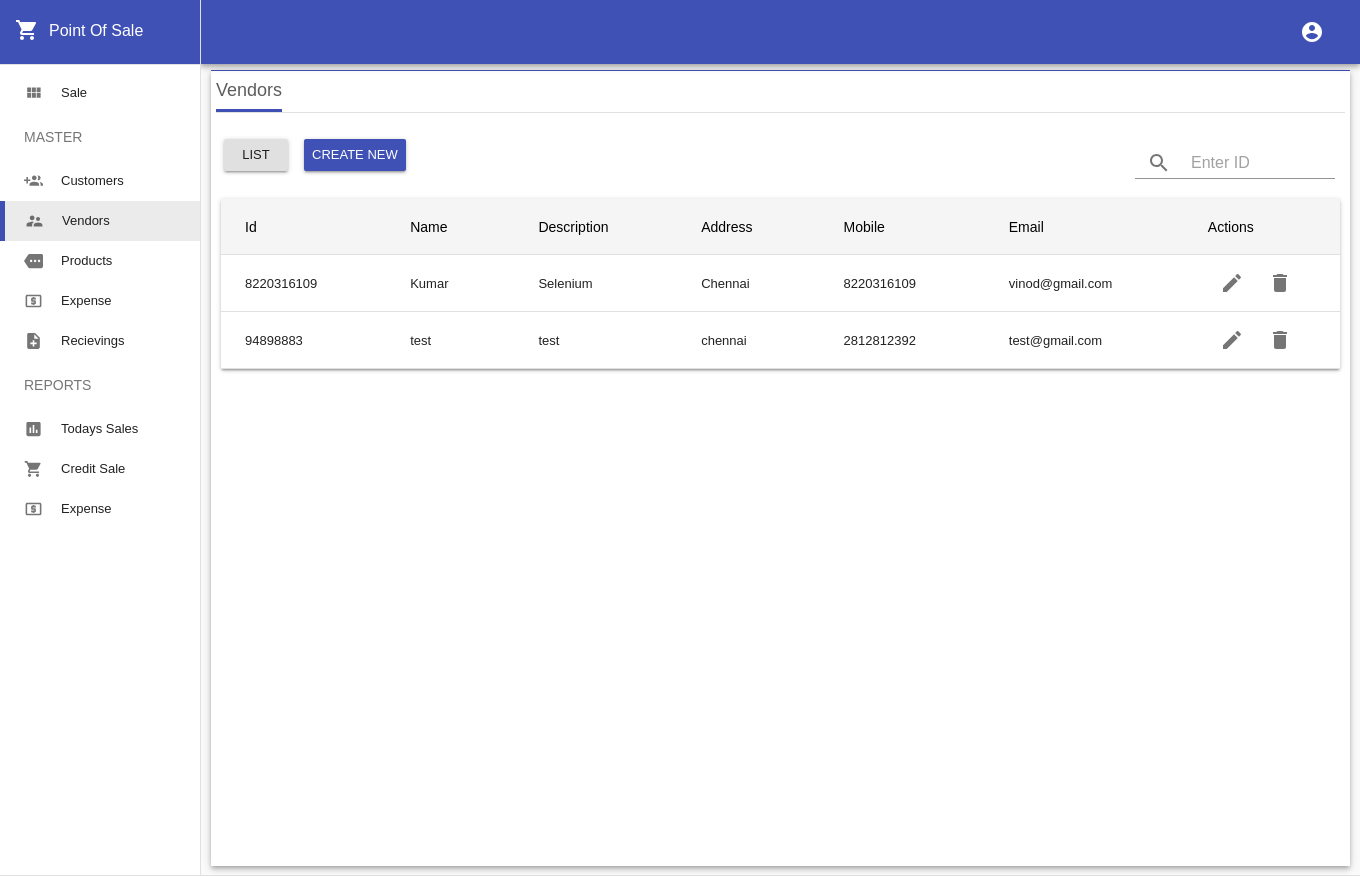 Point Of Sale
Sale
MASTER
Customers
Vendors
Products
Expense
Recievings
REPORTS
Todays Sales
Credit Sale
Expense
Vendors
LIST CREATE NEW Enter ID
Id Name Description Address Mobile Email Actions
8220316109 Kumar Selenium Chennai 8220316109 vinod@gmail.com
94898883 test test chennai 2812812392 test@gmail.com